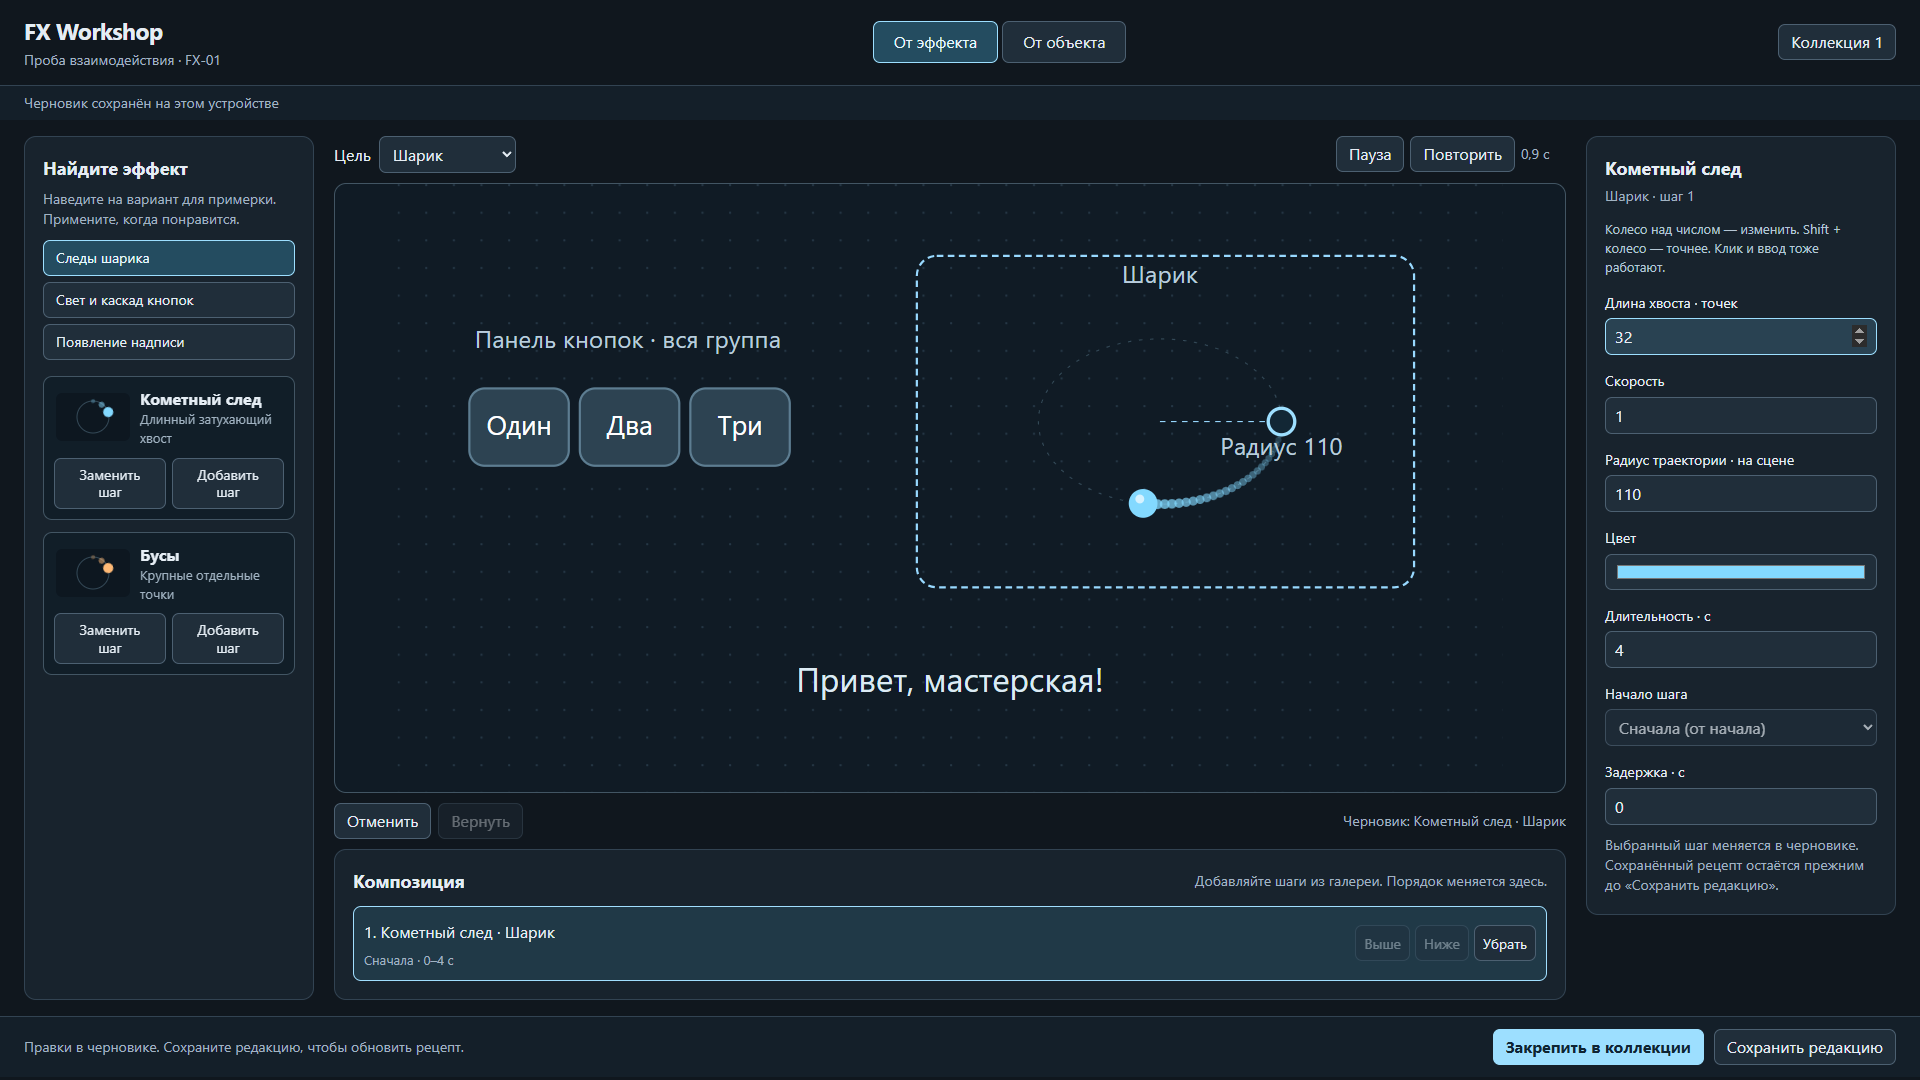 FX Workshop
Проба взаимодействия · FX-01
От эффекта
От объекта
Коллекция 1
Черновик сохранён на этом устройстве
Найдите эффект
Наведите на вариант для примерки.
Примените, когда понравится.
Следы шарика
Свет и каскад кнопок
Появление надписи
Кометный след
Длинный затухающий
хвост
Заменить
шаг
Добавить
шаг
Бусы
Крупные отдельные
точки
Заменить
шаг
Добавить
шаг
Цель
Шарик
Пауза
Повторить
0,9 с
Шарик
Панель кнопок · вся группа
Один
Два
Три
Радиус 110
Привет, мастерская!
Отменить
Вернуть
Черновик: Кометный след · Шарик
Композиция
Добавляйте шаги из галереи. Порядок меняется здесь.
1. Кометный след · Шарик
Сначала · 0–4 с
Выше
Ниже
Убрать
Кометный след
Шарик · шаг 1
Колесо над числом — изменить. Shift +
колесо — точнее. Клик и ввод тоже
работают.
Длина хвоста · точек
32
Скорость
1
Радиус траектории · на сцене
110
Цвет
Длительность · с
4
Начало шага
Сначала (от начала)
Задержка · с
0
Выбранный шаг меняется в черновике.
Сохранённый рецепт остаётся прежним
до «Сохранить редакцию».
Правки в черновике. Сохраните редакцию, чтобы обновить рецепт.
Закрепить в коллекции
Сохранить редакцию